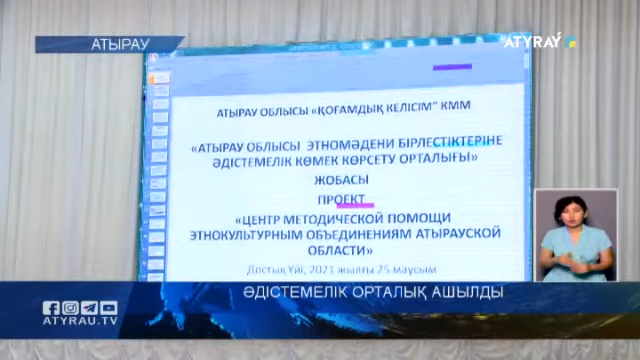 АТЫРАУ
ATYRAÝ
АТЫРАУ ОБЛЫСЫ «ҚОҒАМДЫҚ КЕЛІСІМ» КММ
«АТЫРАУ ОБЛЫСЫ ЭТНОМӘДЕНИ БІРЛЕСТІКТЕРІНЕ
ӘДІСТЕМЕЛІК КӨМЕК КӨРСЕТУ ОРТАЛЫҒЫ»
ЖОБАСЫ
ПРОЕКТ
«ЦЕНТР МЕТОДИЧЕСКОЙ ПОМОЩИ
ЭТНОКУЛЬТУРНЫМ ОБЪЕДИНЕНИЯМ АТЫРАУСКОЙ
ОБЛАСТИ»
Достық Үйі, 2021 жылғы 25 маусым
ӘДІСТЕМЕЛІК ОРТАЛЫҚ АШЫЛДЫ
ATYRAU.TV